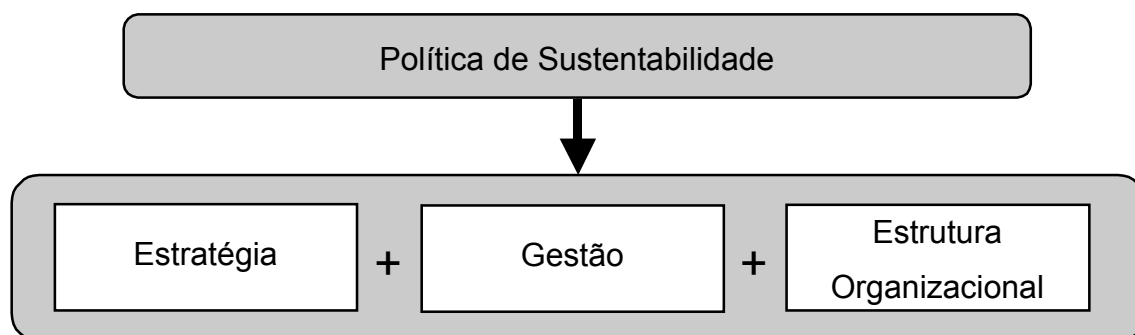 Política de Sustentabilidade
Estratégia + Gestão + Estrutura
Organizacional